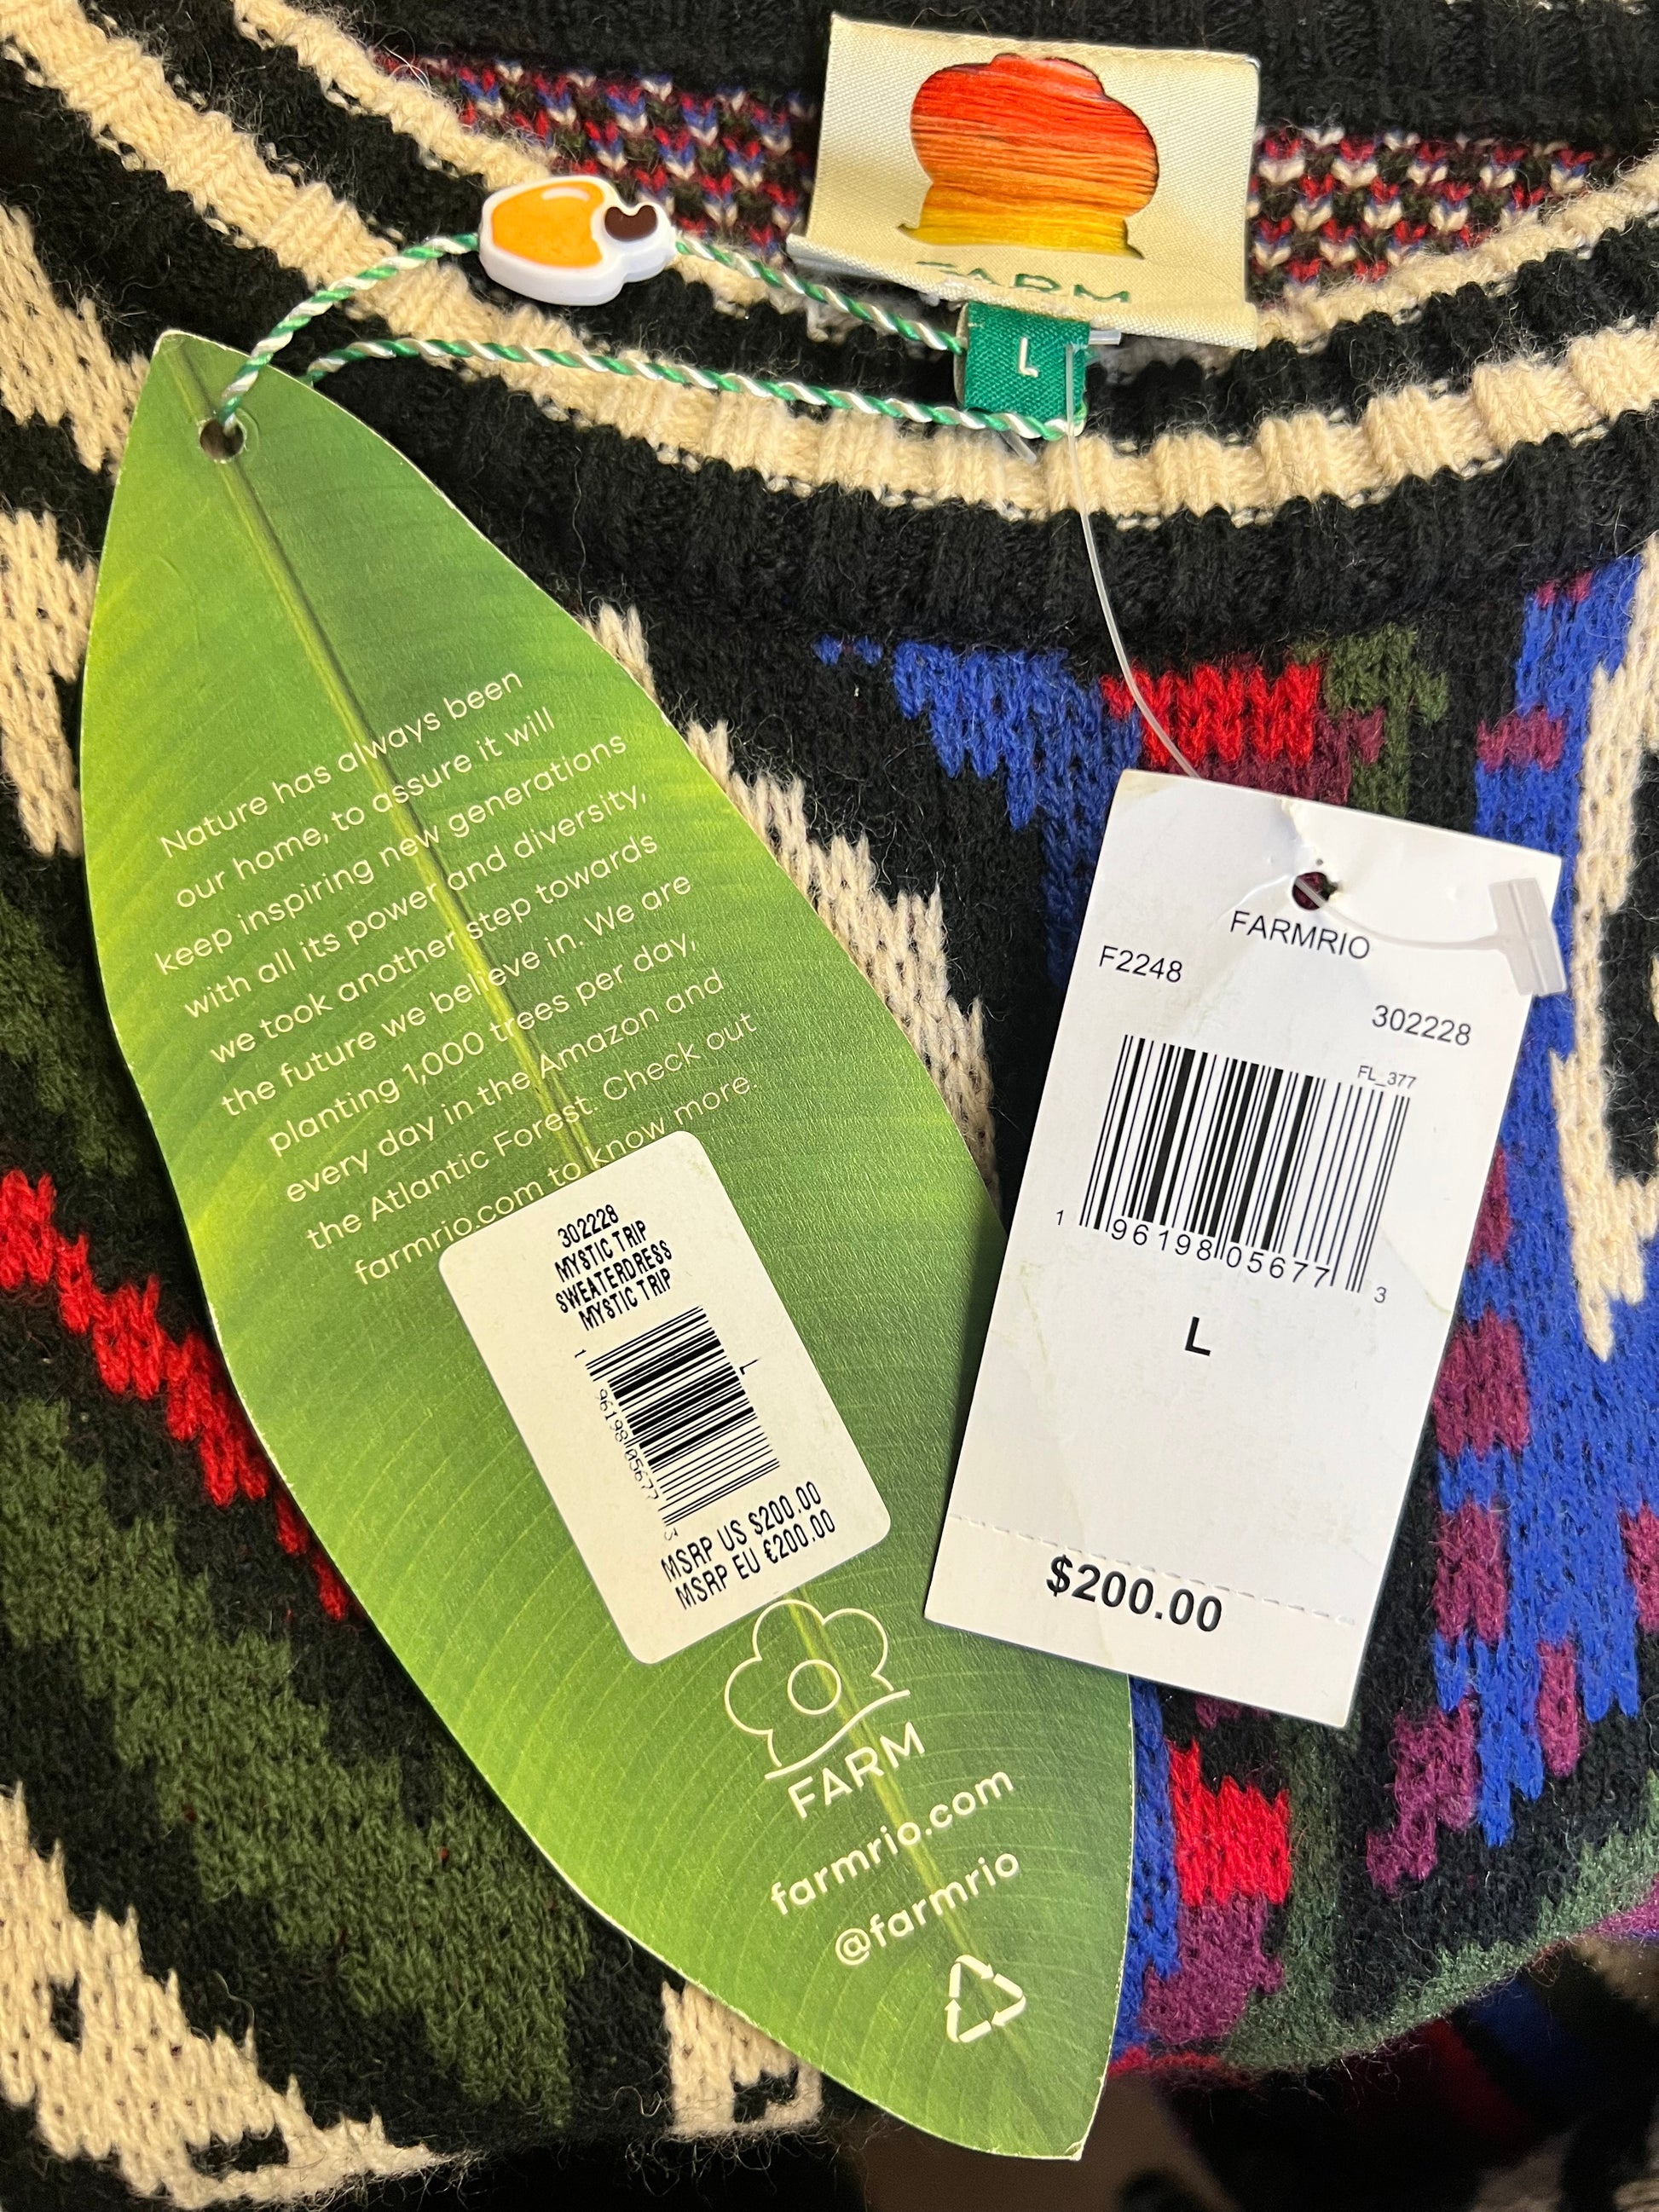 FARM
L
Nature has always been
our home, to assure it will
keep inspiring new generations
with all its power and diversity,
we took another step towards
the future we believe in. We are
planting 1,000 trees per day,
every day in the Amazon and
the Atlantic Forest. Check out
farmrio.com to know more.
302228
MYSTIC TRIP
SWEATERDRESS
MYSTIC TRIP
L
1 96198 05677 3
MSRP US $200.00
MSRP EU €200.00
FARM
farmrio.com
@farmrio
FARMRIO
F2248
302228
FL_377
1 96198 05677 3
L
$200.00